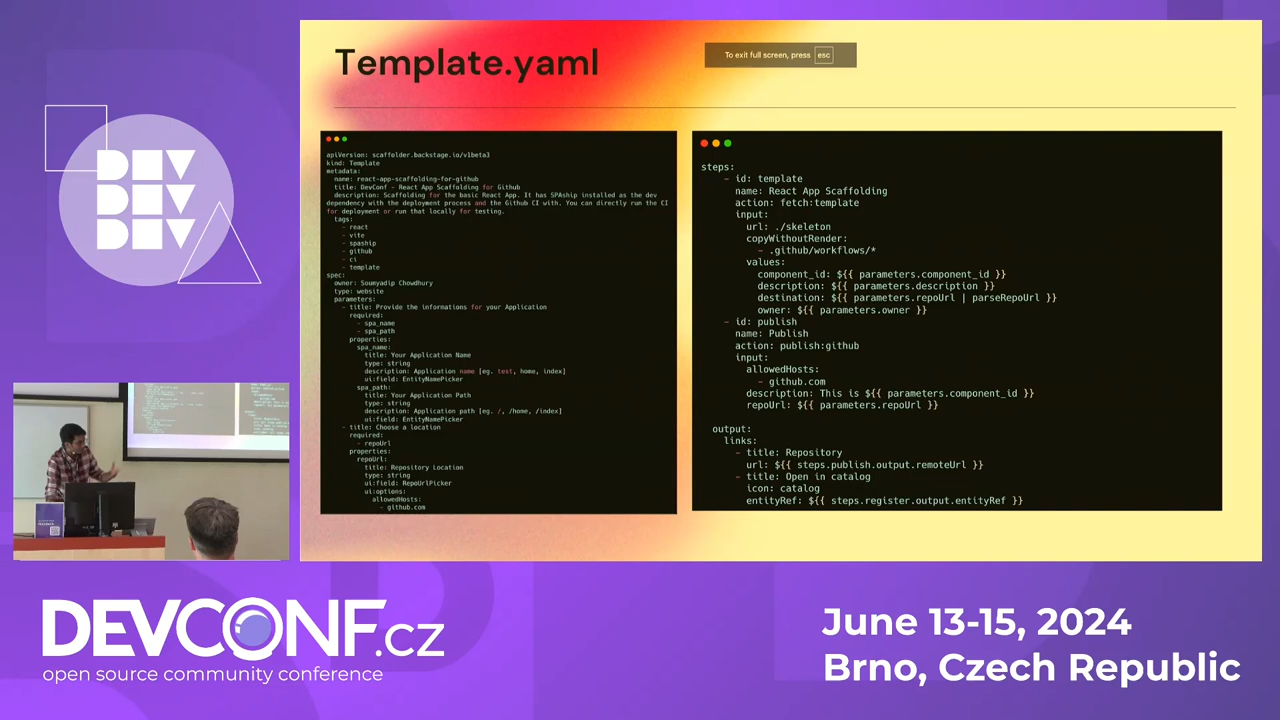 DEV
DEV
DEV
Template.yaml
To exit full screen, press esc
apiVersion: scaffolder.backstage.io/v1beta3
kind: Template
metadata:
name: react-app-scaffolding-for-github
title: DevConf - React App Scaffolding for Github
description: Scaffolding for the basic React App. It has SPAship installed as the dev
dependency with the deployment process and the Github CI with. You can directly run the CI
for deployment or run that locally for testing.
tags:
- react
- vite
- spaship
- github
- ci
- template
spec:
owner: Soumyadip Chowdhury
type: website
parameters:
- title: Provide the informations for your Application
required:
- spa_name
- spa_path
properties:
spa_name:
title: Your Application Name
type: string
description: Application name [eg. test, home, index]
ui:field: EntityNamePicker
spa_path:
title: Your Application Path
type: string
description: Application path [eg. /, /home, /index]
ui:field: EntityNamePicker
- title: Choose a location
required:
- repoUrl
properties:
repoUrl:
title: Repository Location
type: string
ui:field: RepoUrlPicker
ui:options:
allowedHosts:
- github.com
steps:
- id: template
name: React App Scaffolding
action: fetch:template
input:
url: ./skeleton
copyWithoutRender:
- .github/workflows/*
values:
component_id: ${{ parameters.component_id }}
description: ${{ parameters.description }}
destination: ${{ parameters.repoUrl | parseRepoUrl }}
owner: ${{ parameters.owner }}
- id: publish
name: Publish
action: publish:github
input:
allowedHosts:
- github.com
description: This is ${{ parameters.component_id }}
repoUrl: ${{ parameters.repoUrl }}
output:
links:
- title: Repository
url: ${{ steps.publish.output.remoteUrl }}
- title: Open in catalog
icon: catalog
entityRef: ${{ steps.register.output.entityRef }}
DEVCONF.cz
open source community conference
June 13-15, 2024
Brno, Czech Republic